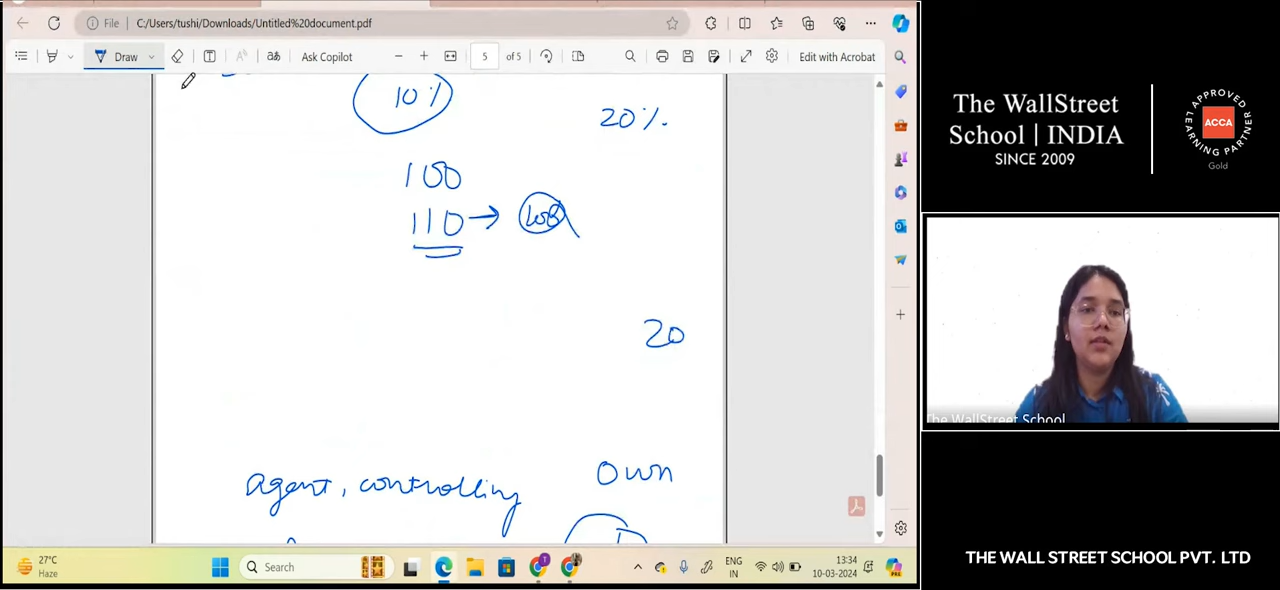 File C:/Users/tushi/Downloads/Untitled%20document.pdf
Draw Ask Copilot 5 of 5 Edit with Acrobat
10%
20%.
100
110 →
20
agent, controlling
Own
The WallStreet
School | INDIA
SINCE 2009
APPROVED
ACCA
LEARNING PARTNER
Gold
The WallStreet School
THE WALL STREET SCHOOL PVT. LTD
27°C
Haze
Search
ENG
IN
13:34
10-03-2024